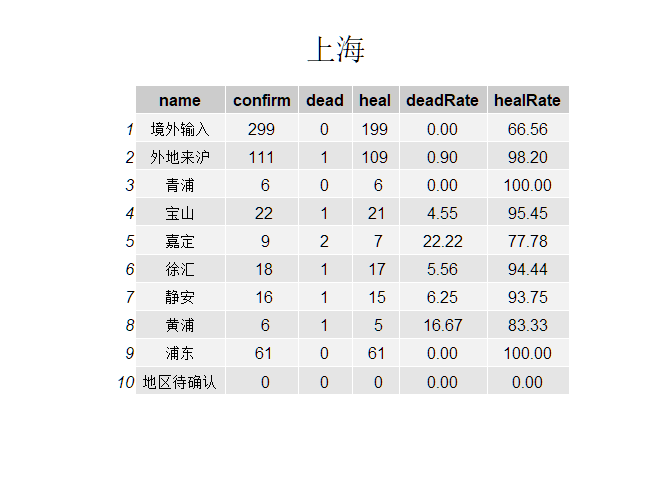 上海
name confirm dead heal deadRate healRate
1 境外输入 299 0 199 0.00 66.56
2 外地来沪 111 1 109 0.90 98.20
3 青浦 6 0 6 0.00 100.00
4 宝山 22 1 21 4.55 95.45
5 嘉定 9 2 7 22.22 77.78
6 徐汇 18 1 17 5.56 94.44
7 静安 16 1 15 6.25 93.75
8 黄浦 6 1 5 16.67 83.33
9 浦东 61 0 61 0.00 100.00
10 地区待确认 0 0 0 0.00 0.00